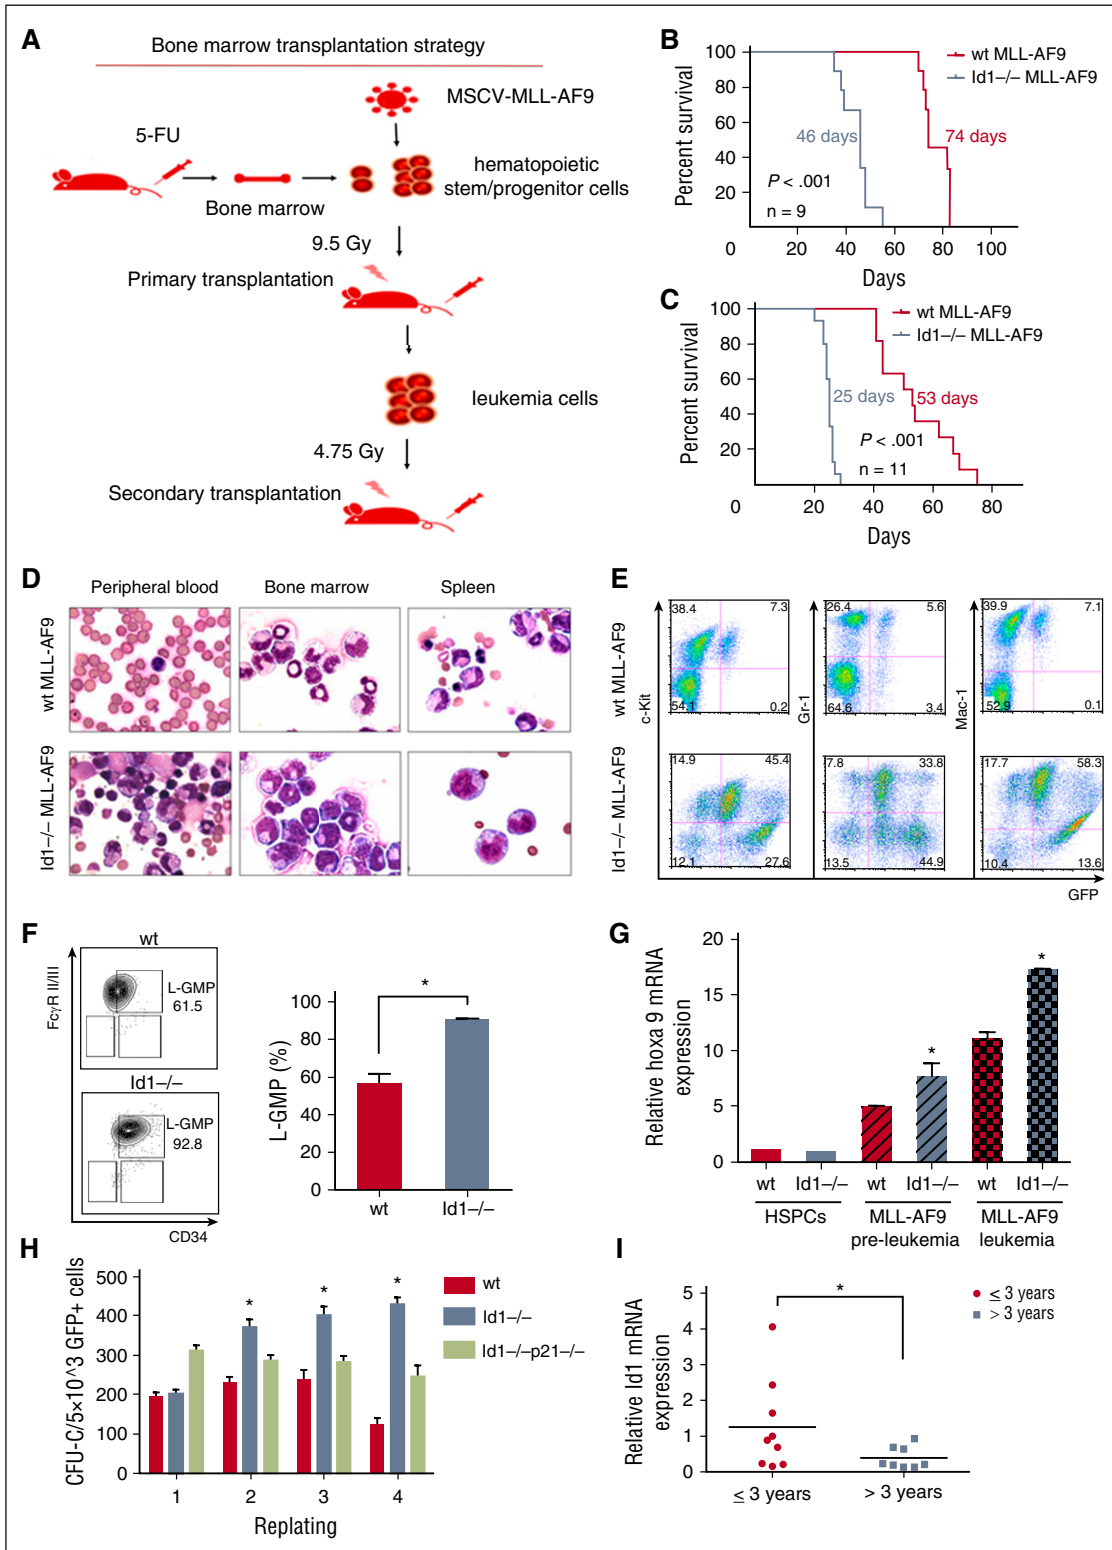 A
Bone marrow transplantation strategy
MSCV-MLL-AF9
5-FU
hematopoietic
stem/progenitor cells
Bone marrow
9.5 Gy
Primary transplantation
leukemia cells
4.75 Gy
Secondary transplantation
B
wt MLL-AF9
Id1–/– MLL-AF9
Percent survival
100
80
60
40
20
0
46 days
74 days
P < .001
n = 9
20 40 60 80 100
Days
C
wt MLL-AF9
Id1–/– MLL-AF9
Percent survival
100
80
60
40
20
0
25 days
53 days
P < .001
n = 11
20 40 60 80
Days
D
Peripheral blood Bone marrow Spleen
wt MLL-AF9
Id1–/– MLL-AF9
E
wt MLL-AF9
Id1–/– MLL-AF9
c-Kit
Gr-1
Mac-1
38.4 7.3
54.1 0.2
26.4 5.6
64.6 3.4
39.9 7.1
52.9 0.1
14.9 45.4
12.1 27.6
7.8 33.8
13.5 44.9
17.7 58.3
10.4 13.6
GFP
F
wt
FcγR II/III
L-GMP
61.5
Id1–/–
L-GMP
92.8
CD34
L-GMP (%)
100
80
60
40
20
0
*
wt Id1–/–
G
Relative hoxa 9 mRNA
expression
20
15
10
5
0
*
*
wt Id1–/– wt Id1–/– wt Id1–/–
HSPCs MLL-AF9 MLL-AF9
pre-leukemia leukemia
H
CFU-C/5×10^3 GFP+ cells
500
400
300
200
100
0
* * *
wt
Id1–/–
Id1–/–p21–/–
1 2 3 4
Replating
I
Relative Id1 mRNA
expression
5
4
3
2
1
0
*
≤ 3 years
> 3 years
≤ 3 years > 3 years